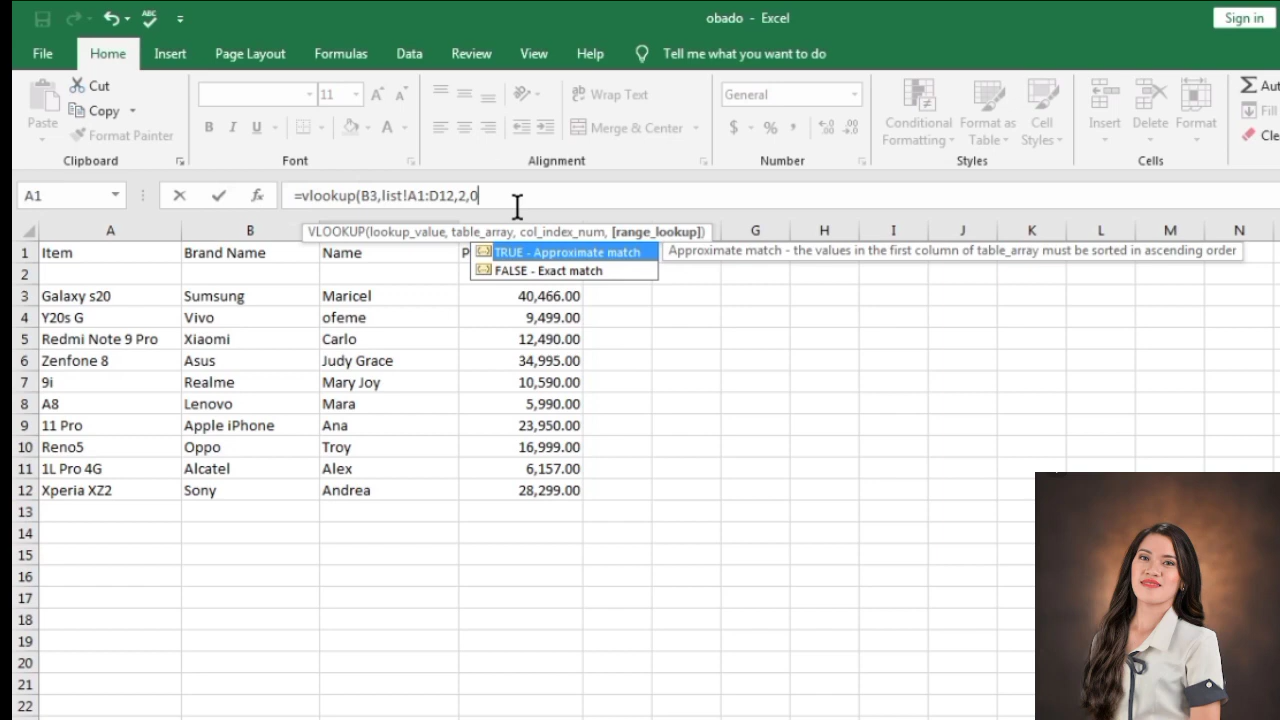 obado - Excel
Sign in
File Home Insert Page Layout Formulas Data Review View Help Tell me what you want to do
Cut
Copy
Format Painter
Paste
11
Wrap Text
Merge & Center
General
Conditional Formatting
Format as Table
Cell Styles
Insert Delete Format
Clipboard Font Alignment Number Styles Cells
A1 fx =vlookup(B3,list!A1:D12,2,0
VLOOKUP(lookup_value, table_array, col_index_num, [range_lookup])
TRUE - Approximate match
FALSE - Exact match
Approximate match - the values in the first column of table_array must be sorted in ascending order
A B G H I J K L M N
1 Item Brand Name Name P
2
3 Galaxy s20 Sumsung Maricel 40,466.00
4 Y20s G Vivo ofeme 9,499.00
5 Redmi Note 9 Pro Xiaomi Carlo 12,490.00
6 Zenfone 8 Asus Judy Grace 34,995.00
7 9i Realme Mary Joy 10,590.00
8 A8 Lenovo Mara 5,990.00
9 11 Pro Apple iPhone Ana 23,950.00
10 Reno5 Oppo Troy 16,999.00
11 1L Pro 4G Alcatel Alex 6,157.00
12 Xperia XZ2 Sony Andrea 28,299.00
13
14
15
16
17
18
19
20
21
22